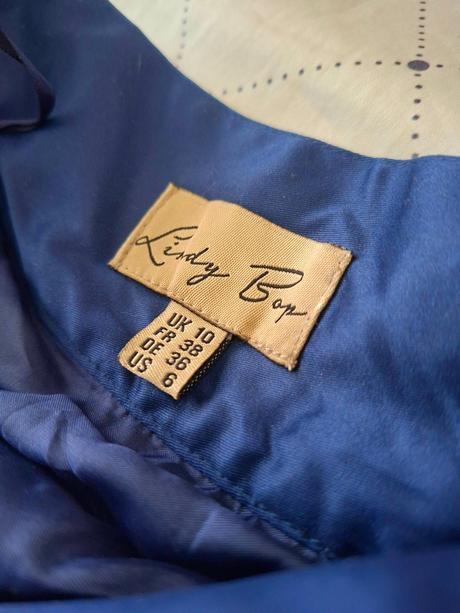 Lindy Bop
UK 10
FR 38
DE 36
US 6